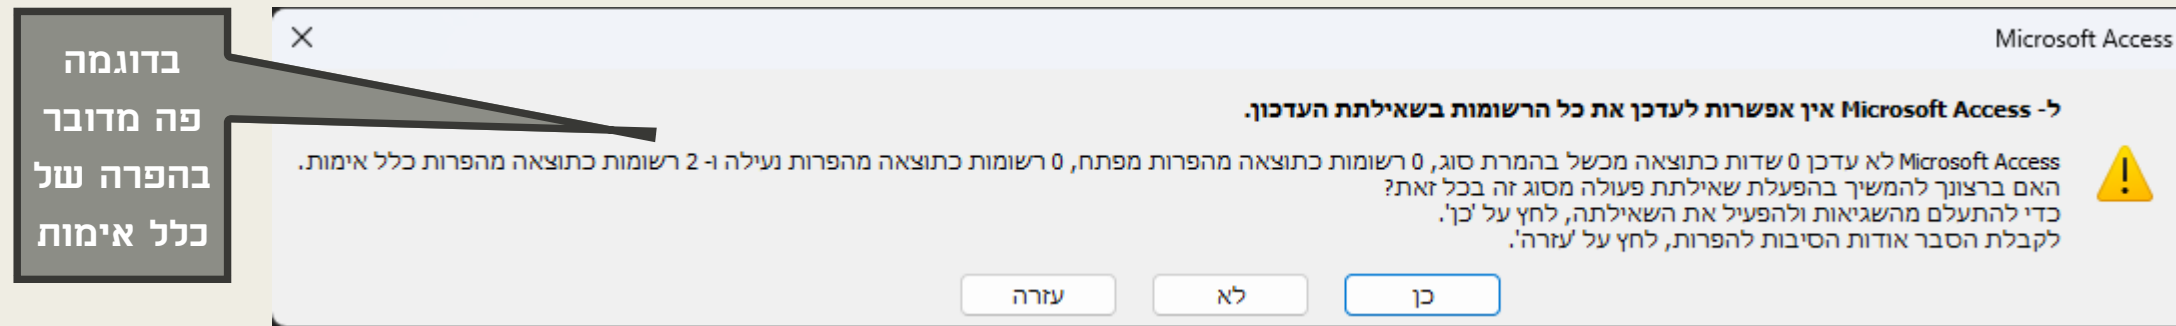 Microsoft Access
ל- Microsoft Access אין אפשרות לעדכן את כל הרשומות בשאילתת העדכון.
Microsoft Access לא עדכן 0 שדות כתוצאה מכשל בהמרת סוג, 0 רשומות כתוצאה מהפרות מפתח, 0 רשומות כתוצאה מהפרות נעילה ו- 2 רשומות כתוצאה מהפרות כלל אימות.
האם ברצונך להמשיך בהפעלת שאילתת פעולה מסוג זה בכל זאת?
כדי להתעלם מהשגיאות ולהפעיל את השאילתה, לחץ על 'כן'.
לקבלת הסבר אודות הסיבות להפרות, לחץ על 'עזרה'.
כן
לא
עזרה
בדוגמה
פה מדובר
בהפרה של
כלל אימות